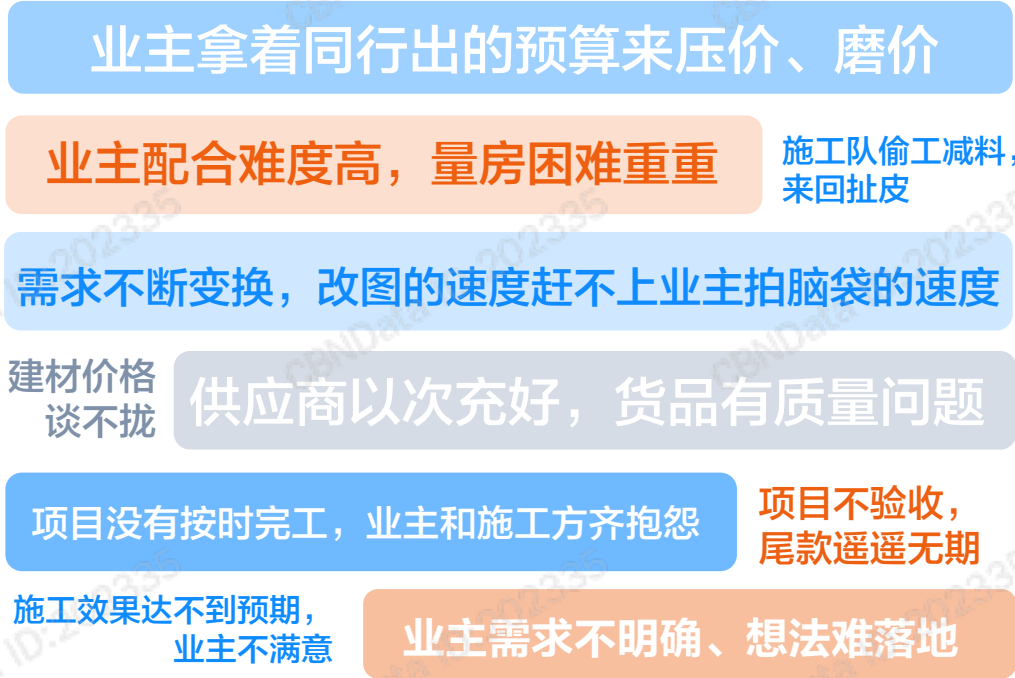 业主拿着同行出的预算来压价、磨价
业主配合难度高，量房困难重重
施工队偷工减料，
来回扯皮
需求不断变换，改图的速度赶不上业主拍脑袋的速度
建材价格
谈不拢
供应商以次充好，货品有质量问题
项目没有按时完工，业主和施工方齐抱怨
项目不验收，
尾款遥遥无期
施工效果达不到预期，
业主不满意
业主需求不明确、想法难落地
CBNData ID:202335